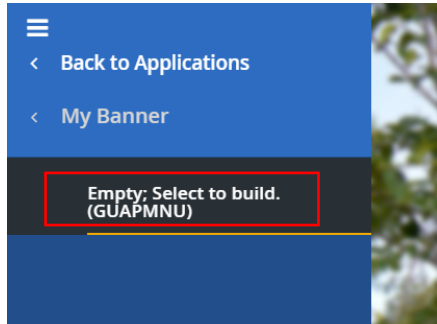 Back to Applications
My Banner
Empty; Select to build.
(GUAPMNU)